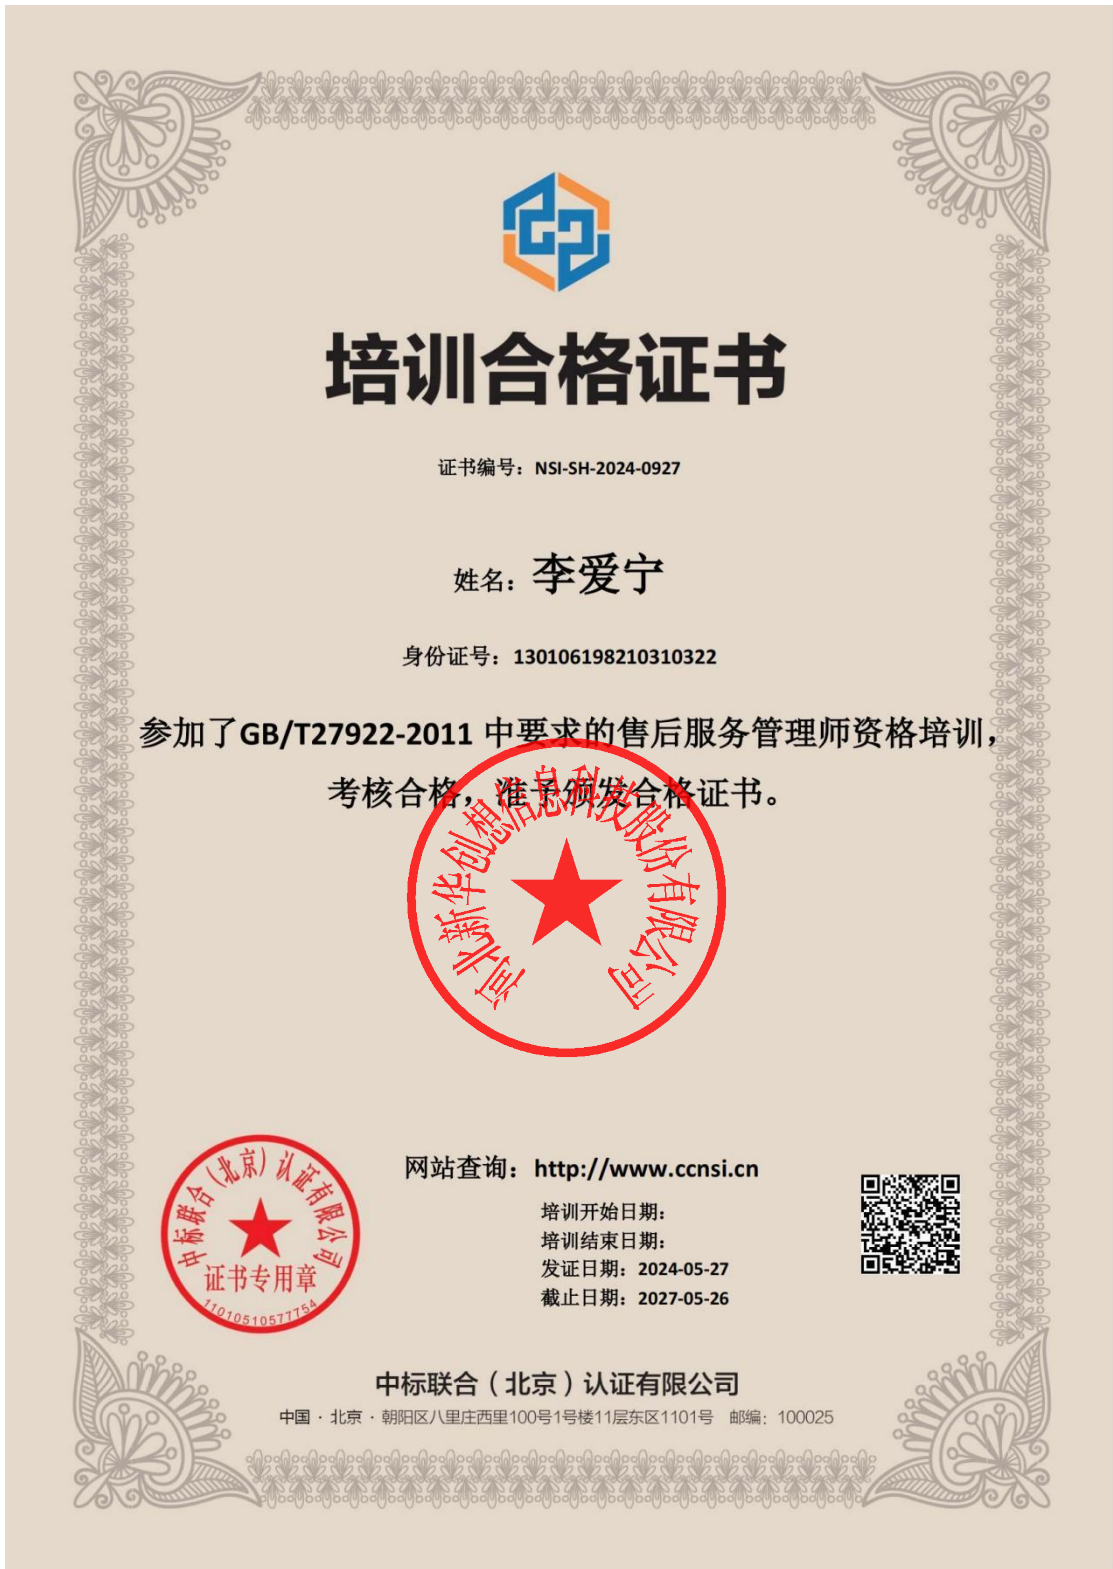 培训合格证书
证书编号：NSI-SH-2024-0927
姓名：李爱宁
身份证号：130106198210310322
参加了GB/T27922-2011 中要求的售后服务管理师资格培训，
考核合格，准予颁发合格证书。
河北新华创想信息科技股份有限公司
网站查询：http://www.ccnsi.cn
培训开始日期：
培训结束日期：
发证日期：2024-05-27
截止日期：2027-05-26
中标联合（北京）认证有限公司
证书专用章
11010510577754
中标联合（北京）认证有限公司
中国 · 北京 · 朝阳区八里庄西里100号1号楼11层东区1101号 邮编：100025